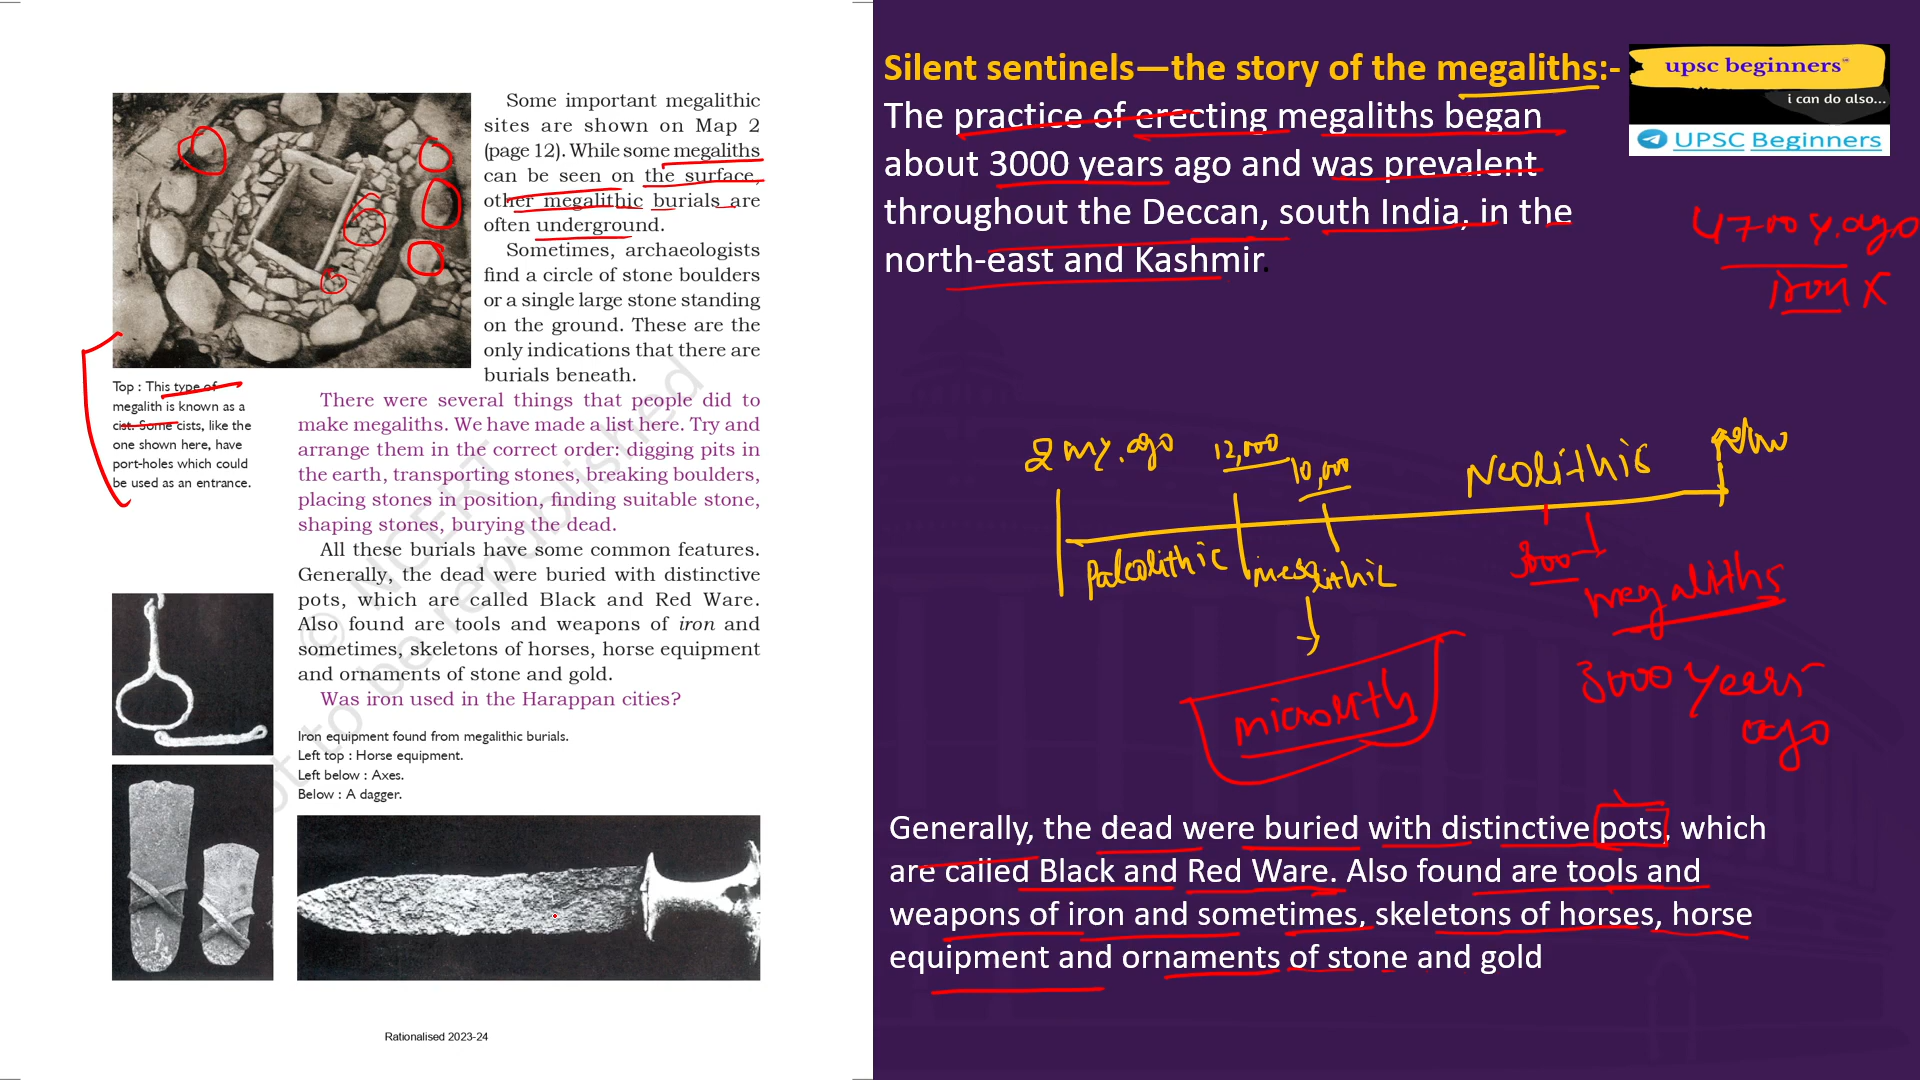 Some important megalithic
sites are shown on Map 2
(page 12). While some megaliths
can be seen on the surface,
other megalithic burials are
often underground.
Sometimes, archaeologists
find a circle of stone boulders
or a single large stone standing
on the ground. These are the
only indications that there are
burials beneath.
Top : This type of
megalith is known as a
cist. Some cists, like the
one shown here, have
port-holes which could
be used as an entrance.
There were several things that people did to
make megaliths. We have made a list here. Try and
arrange them in the correct order: digging pits in
the earth, transporting stones, breaking boulders,
placing stones in position, finding suitable stone,
shaping stones, burying the dead.
All these burials have some common features.
Generally, the dead were buried with distinctive
pots, which are called Black and Red Ware.
Also found are tools and weapons of iron and
sometimes, skeletons of horses, horse equipment
and ornaments of stone and gold.
Was iron used in the Harappan cities?
Iron equipment found from megalithic burials.
Left top : Horse equipment.
Left below : Axes.
Below : A dagger.
© NCERT
not to be republished
Rationalised 2023-24
Silent sentinels—the story of the megaliths:-
The practice of erecting megaliths began
about 3000 years ago and was prevalent
throughout the Deccan, south India, in the
north-east and Kashmir.
upsc beginners
i can do also...
UPSC Beginners
4700 y. ago
iron X
2 my. ago
12,000
10,000
Neolithic
Paleolithic
mesolithic
3000
megaliths
microlith
3000 years
ago
Generally, the dead were buried with distinctive pots, which
are called Black and Red Ware. Also found are tools and
weapons of iron and sometimes, skeletons of horses, horse
equipment and ornaments of stone and gold